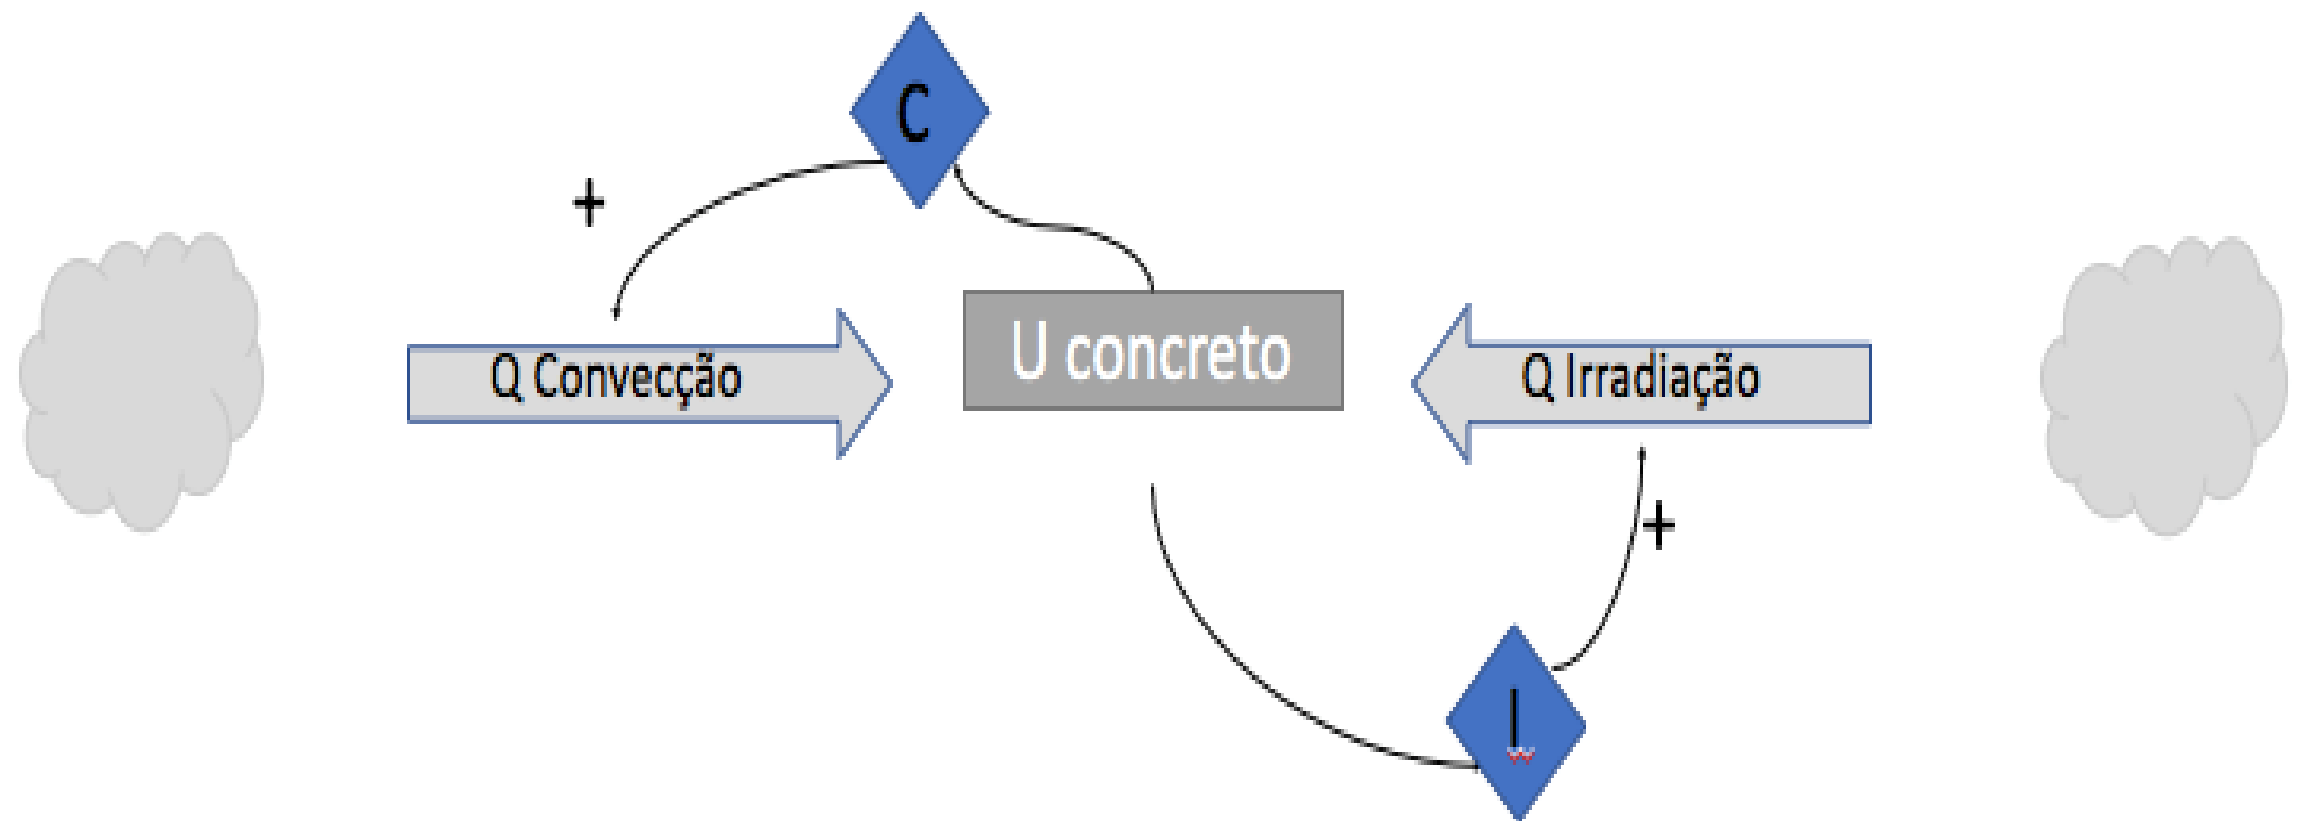 C
+
U concreto
Q Convecção
Q Irradiação
+
I